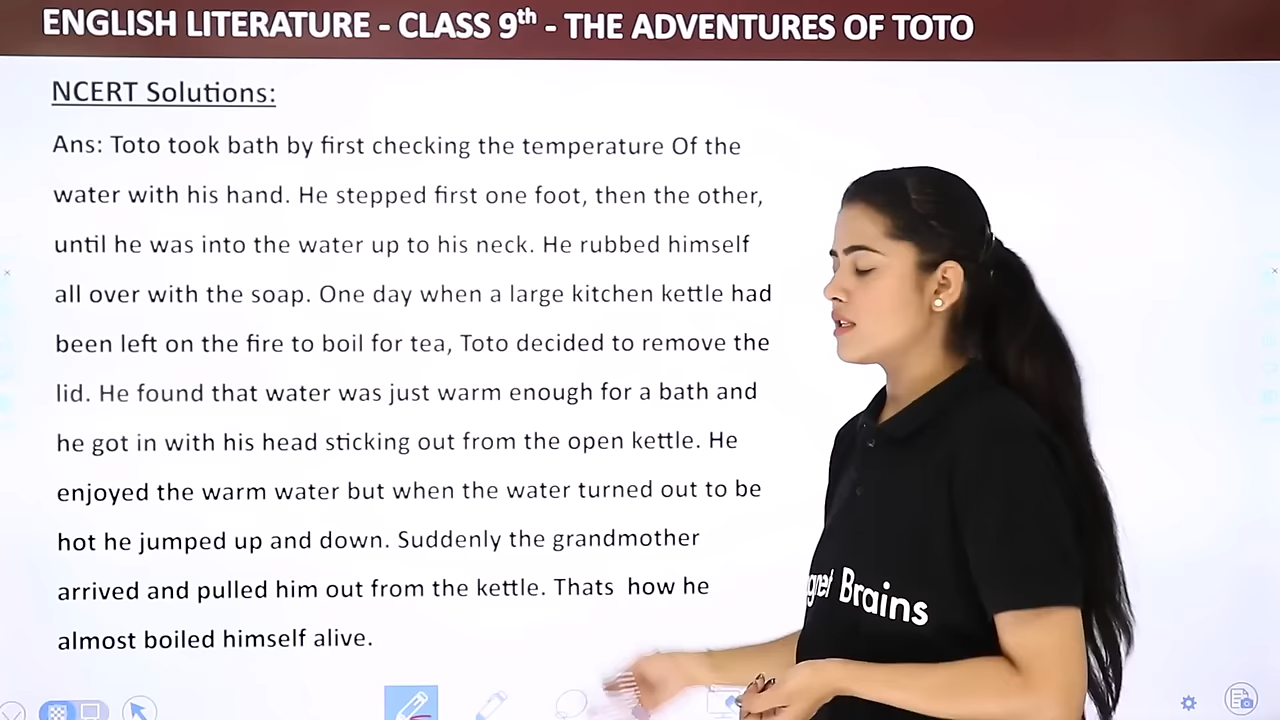 ENGLISH LITERATURE - CLASS 9th - THE ADVENTURES OF TOTO
NCERT Solutions:
Ans: Toto took bath by first checking the temperature Of the
water with his hand. He stepped first one foot, then the other,
until he was into the water up to his neck. He rubbed himself
all over with the soap. One day when a large kitchen kettle had
been left on the fire to boil for tea, Toto decided to remove the
lid. He found that water was just warm enough for a bath and
he got in with his head sticking out from the open kettle. He
enjoyed the warm water but when the water turned out to be
hot he jumped up and down. Suddenly the grandmother
arrived and pulled him out from the kettle. Thats how he
almost boiled himself alive.
Brains